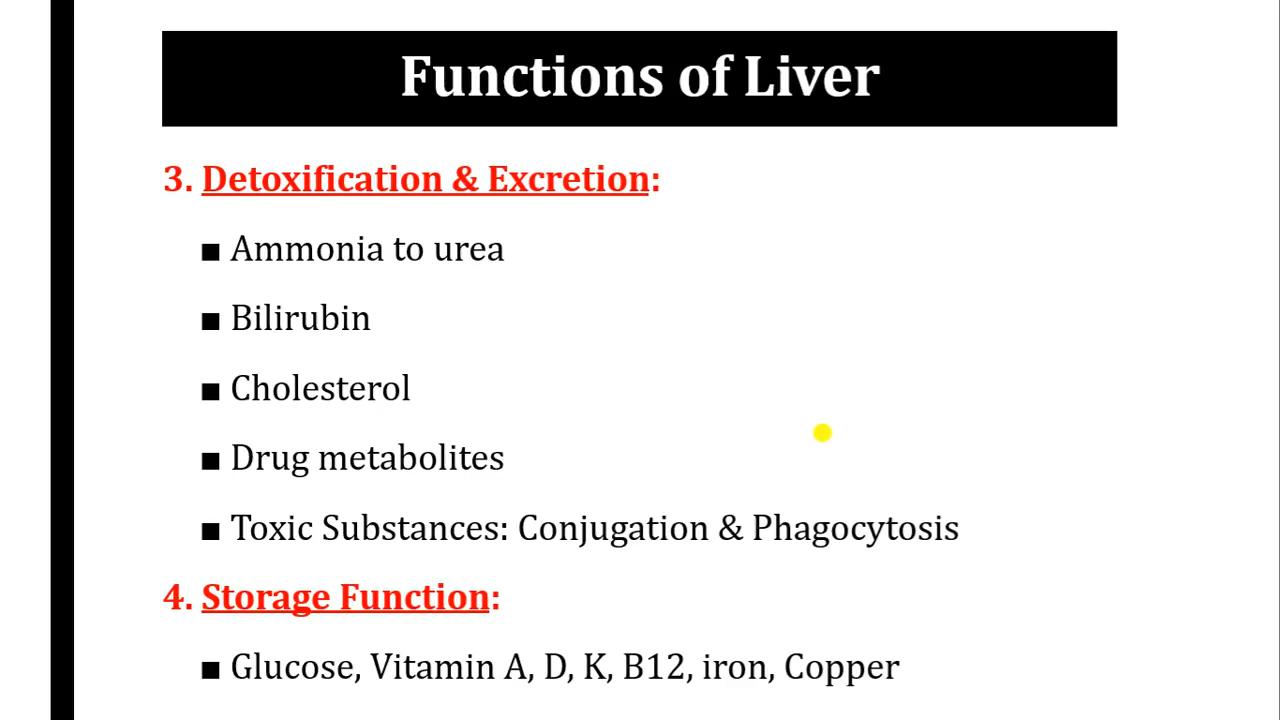 Functions of Liver
3. Detoxification & Excretion:
■ Ammonia to urea
■ Bilirubin
■ Cholesterol
■ Drug metabolites
■ Toxic Substances: Conjugation & Phagocytosis
4. Storage Function:
■ Glucose, Vitamin A, D, K, B12, iron, Copper